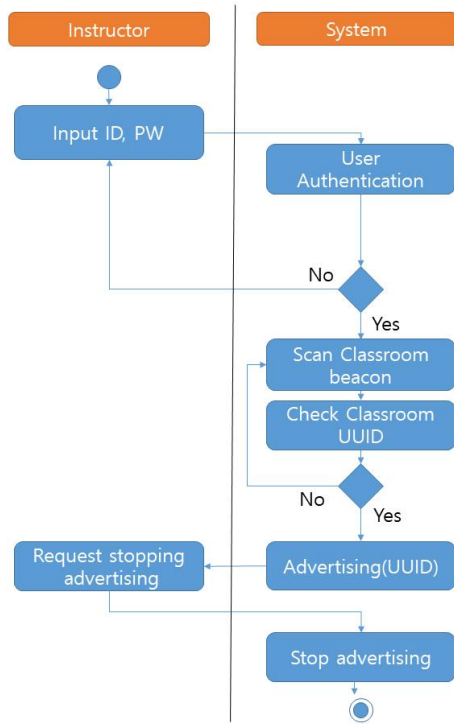 Instructor
System
Input ID, PW
User
Authentication
No
Yes
Scan Classroom
beacon
Check Classroom
UUID
No
Yes
Request stopping
advertising
Advertising(UUID)
Stop advertising